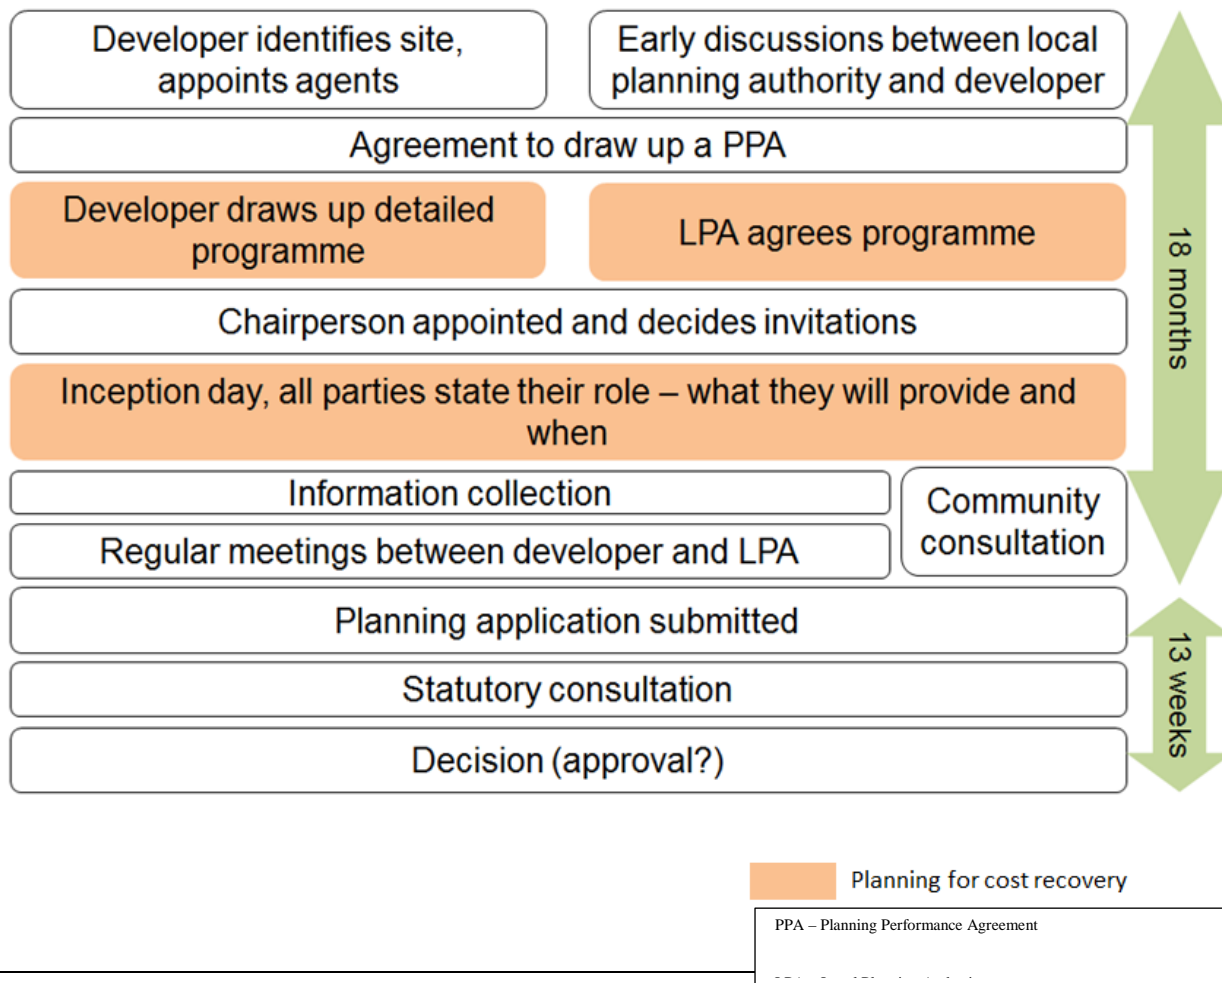 Developer identifies site,
appoints agents
Early discussions between local
planning authority and developer
Agreement to draw up a PPA
Developer draws up detailed
programme
LPA agrees programme
Chairperson appointed and decides invitations
Inception day, all parties state their role – what they will provide and
when
Information collection
Regular meetings between developer and LPA
Community
consultation
Planning application submitted
Statutory consultation
Decision (approval?)
18 months
13 weeks
Planning for cost recovery
PPA – Planning Performance Agreement